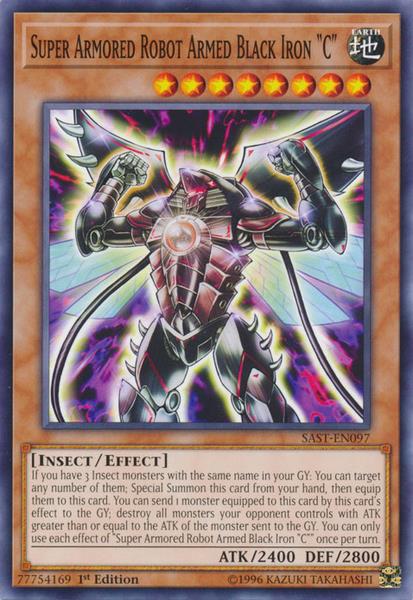 Super Armored Robot Armed Black Iron "C"
EARTH
地
SAST-EN097
[Insect/Effect]
If you have 3 Insect monsters with the same name in your GY: You can target
any number of them; Special Summon this card from your hand, then equip
them to this card. You can send 1 monster equipped to this card by this card's
effect to the GY; destroy all monsters your opponent controls with ATK
greater than or equal to the ATK of the monster sent to the GY. You can only
use each effect of "Super Armored Robot Armed Black Iron "C"" once per turn.
ATK/2400 DEF/2800
77754169 1st Edition ©1996 KAZUKI TAKAHASHI